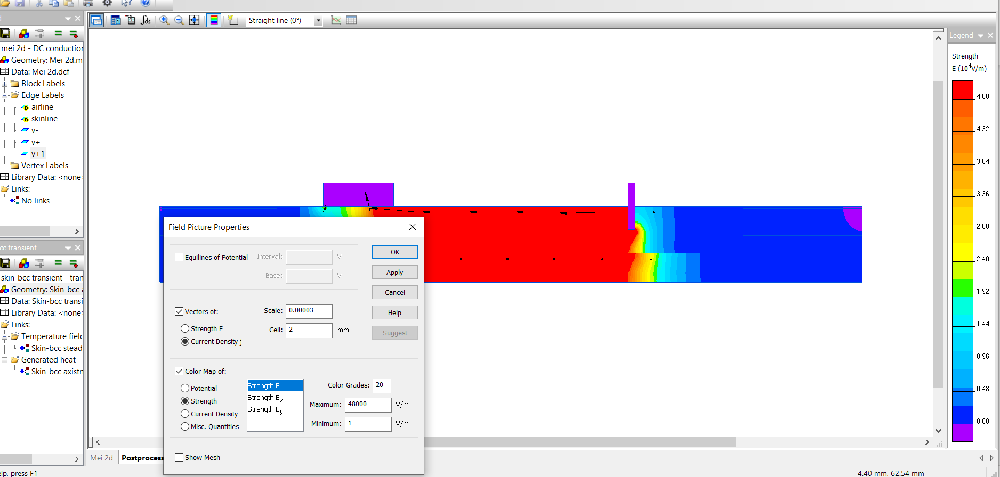 Straight line (0°)
mei 2d - DC conduction
Geometry: Mei 2d.m
Data: Mei 2d.dcf
Block Labels
Edge Labels
airline
skinline
v-
v+
v+1
Vertex Labels
Library Data: <none>
Links:
No links
cc transient
skin-bcc transient - tran
Geometry: Skin-bcc
Data: Skin-bcc transi
Library Data: <none>
Links:
Temperature field
Skin-bcc stead
Generated heat
Skin-bcc axistr
Field Picture Properties
Equilines of Potential
Interval:
V
Base:
V
Vectors of:
Scale:
0.00003
Strength E
Cell:
2
mm
Current Density j
Color Map of:
Potential
Strength
Current Density
Misc. Quantities
Strength E
Strength Ex
Strength Ey
Color Grades:
20
Maximum:
48000
V/m
Minimum:
1
V/m
Show Mesh
OK
Apply
Cancel
Help
Suggest
Legend
Strength
E (10⁴V/m)
4.80
4.32
3.84
3.36
2.88
2.40
1.92
1.44
0.96
0.48
0.00
Mei 2d
Postprocess
elp, press F1
4.40 mm, 62.54 mm